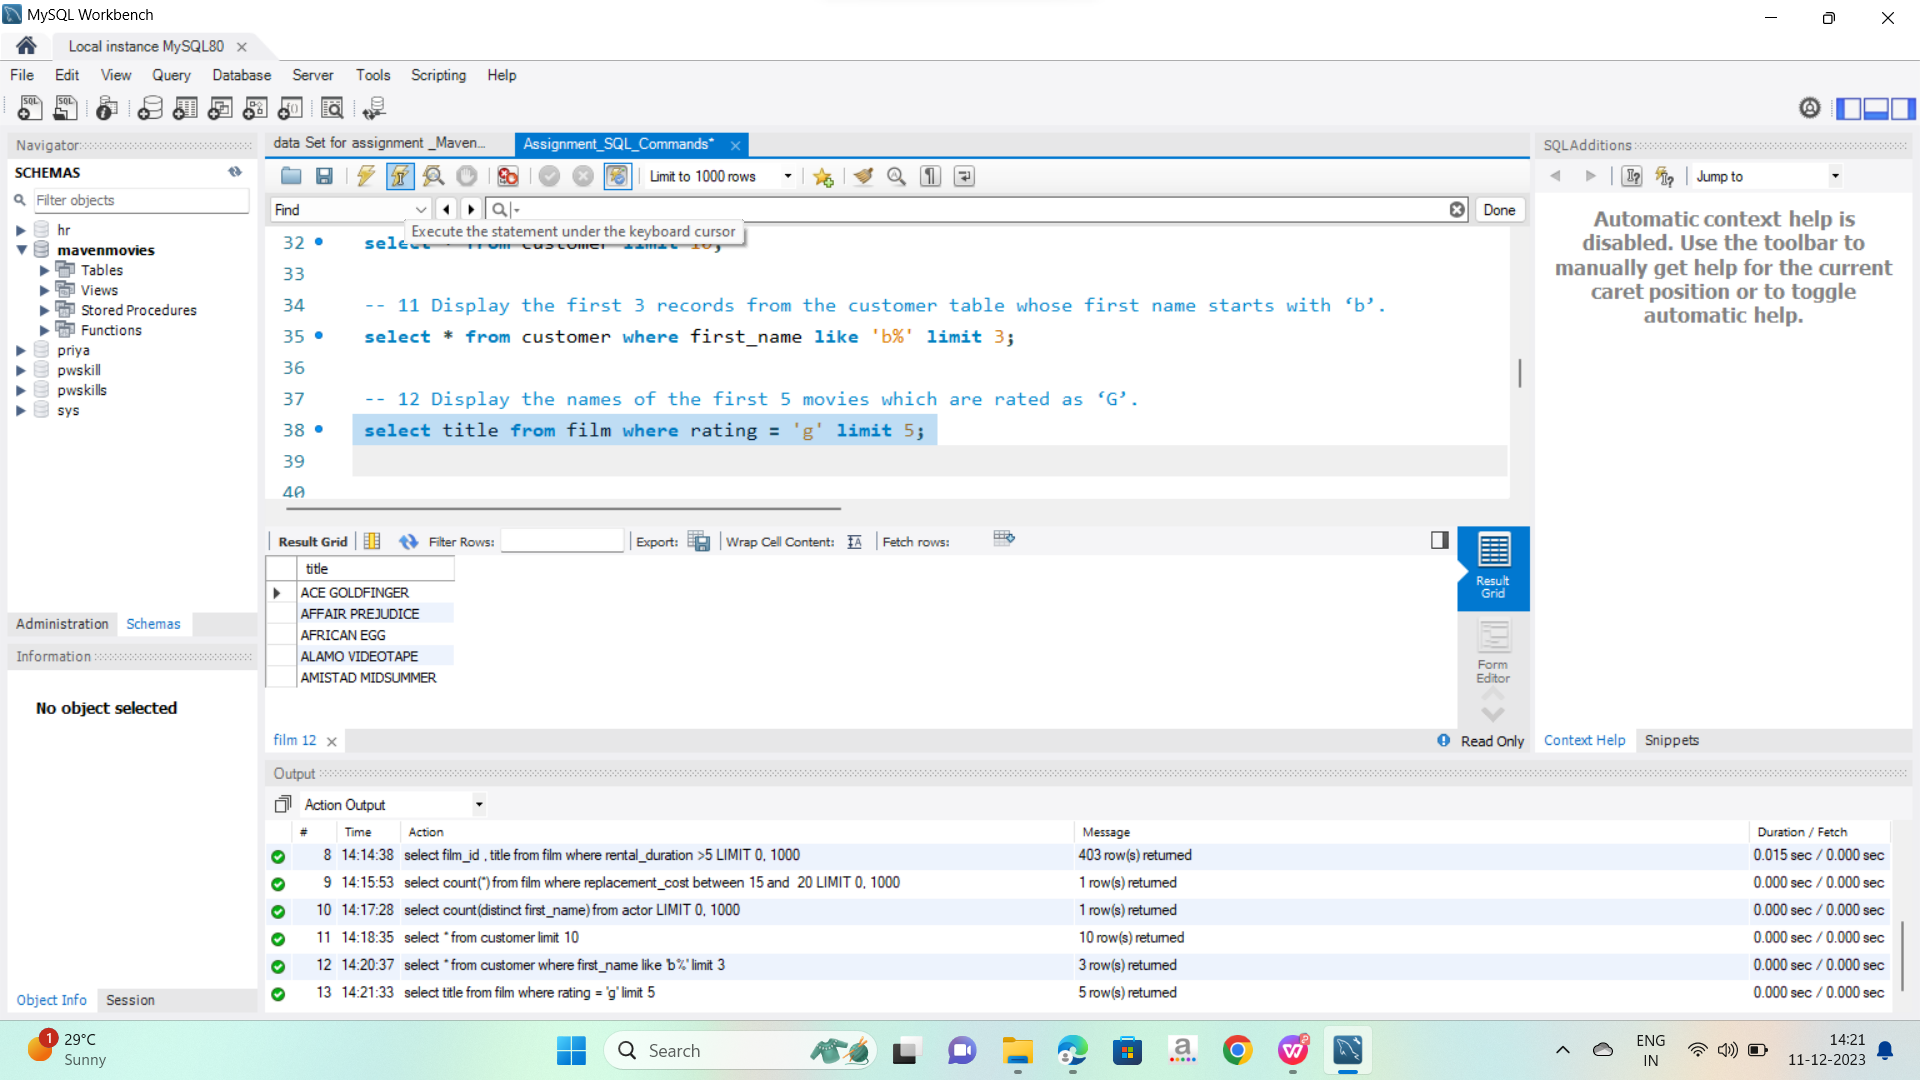 MySQL Workbench
Local instance MySQL80
File Edit View Query Database Server Tools Scripting Help
Navigator
SCHEMAS
Filter objects
hr
mavenmovies
Tables
Views
Stored Procedures
Functions
priya
pwskill
pwskills
sys
Administration Schemas
Information
No object selected
Object Info Session
data Set for assignment _Maven...
Assignment_SQL_Commands*
Limit to 1000 rows
Find
Done
Execute the statement under the keyboard cursor
32 select * from customer limit 10;
33
34 -- 11 Display the first 3 records from the customer table whose first name starts with ‘b’.
35 select * from customer where first_name like 'b%' limit 3;
36
37 -- 12 Display the names of the first 5 movies which are rated as ‘G’.
38 select title from film where rating = 'g' limit 5;
39
40
Result Grid Filter Rows: Export: Wrap Cell Content: Fetch rows:
title
ACE GOLDFINGER
AFFAIR PREJUDICE
AFRICAN EGG
ALAMO VIDEOTAPE
AMISTAD MIDSUMMER
Result
Grid
Form
Editor
film 12
Read Only
SQLAdditions
Jump to
Automatic context help is
disabled. Use the toolbar to
manually get help for the current
caret position or to toggle
automatic help.
Context Help Snippets
Output
Action Output
# Time Action Message Duration / Fetch
8 14:14:38 select film_id , title from film where rental_duration >5 LIMIT 0, 1000 403 row(s) returned 0.015 sec / 0.000 sec
9 14:15:53 select count(*) from film where replacement_cost between 15 and  20 LIMIT 0, 1000 1 row(s) returned 0.000 sec / 0.000 sec
10 14:17:28 select count(distinct first_name) from actor LIMIT 0, 1000 1 row(s) returned 0.000 sec / 0.000 sec
11 14:18:35 select * from customer limit 10 10 row(s) returned 0.000 sec / 0.000 sec
12 14:20:37 select * from customer where first_name like 'b%' limit 3 3 row(s) returned 0.000 sec / 0.000 sec
13 14:21:33 select title from film where rating = 'g' limit 5 5 row(s) returned 0.000 sec / 0.000 sec
1
29°C
Sunny
Search
ENG
IN
14:21
11-12-2023